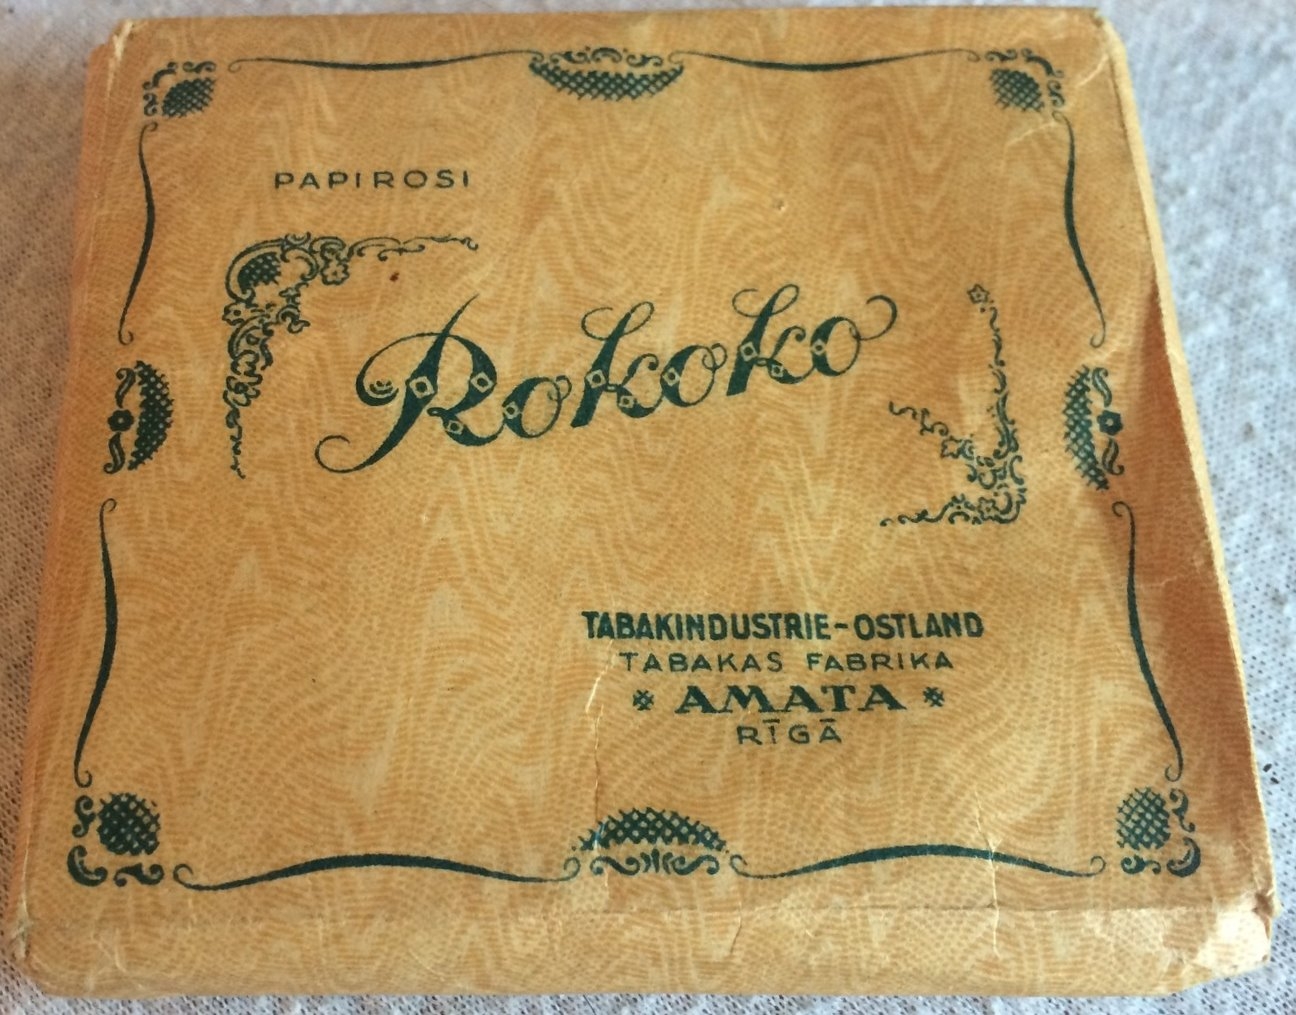 PAPIROSI
Rokoko
TABAKINDUSTRIE-OSTLAND
TABAKAS FABRIKA
* AMATA *
RĪGĀ